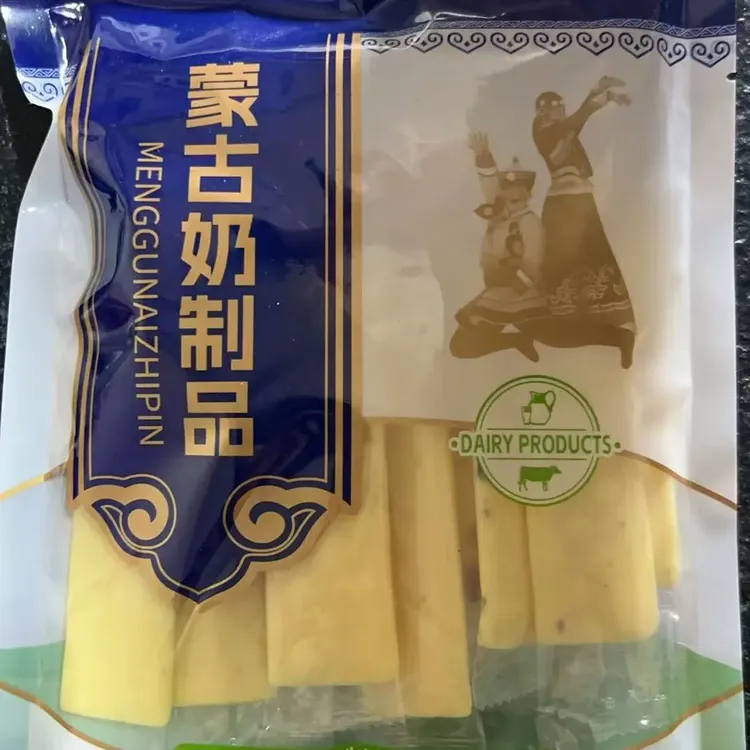 蒙古奶制品
MENGGUNAIZHIPIN
DAIRY PRODUCTS